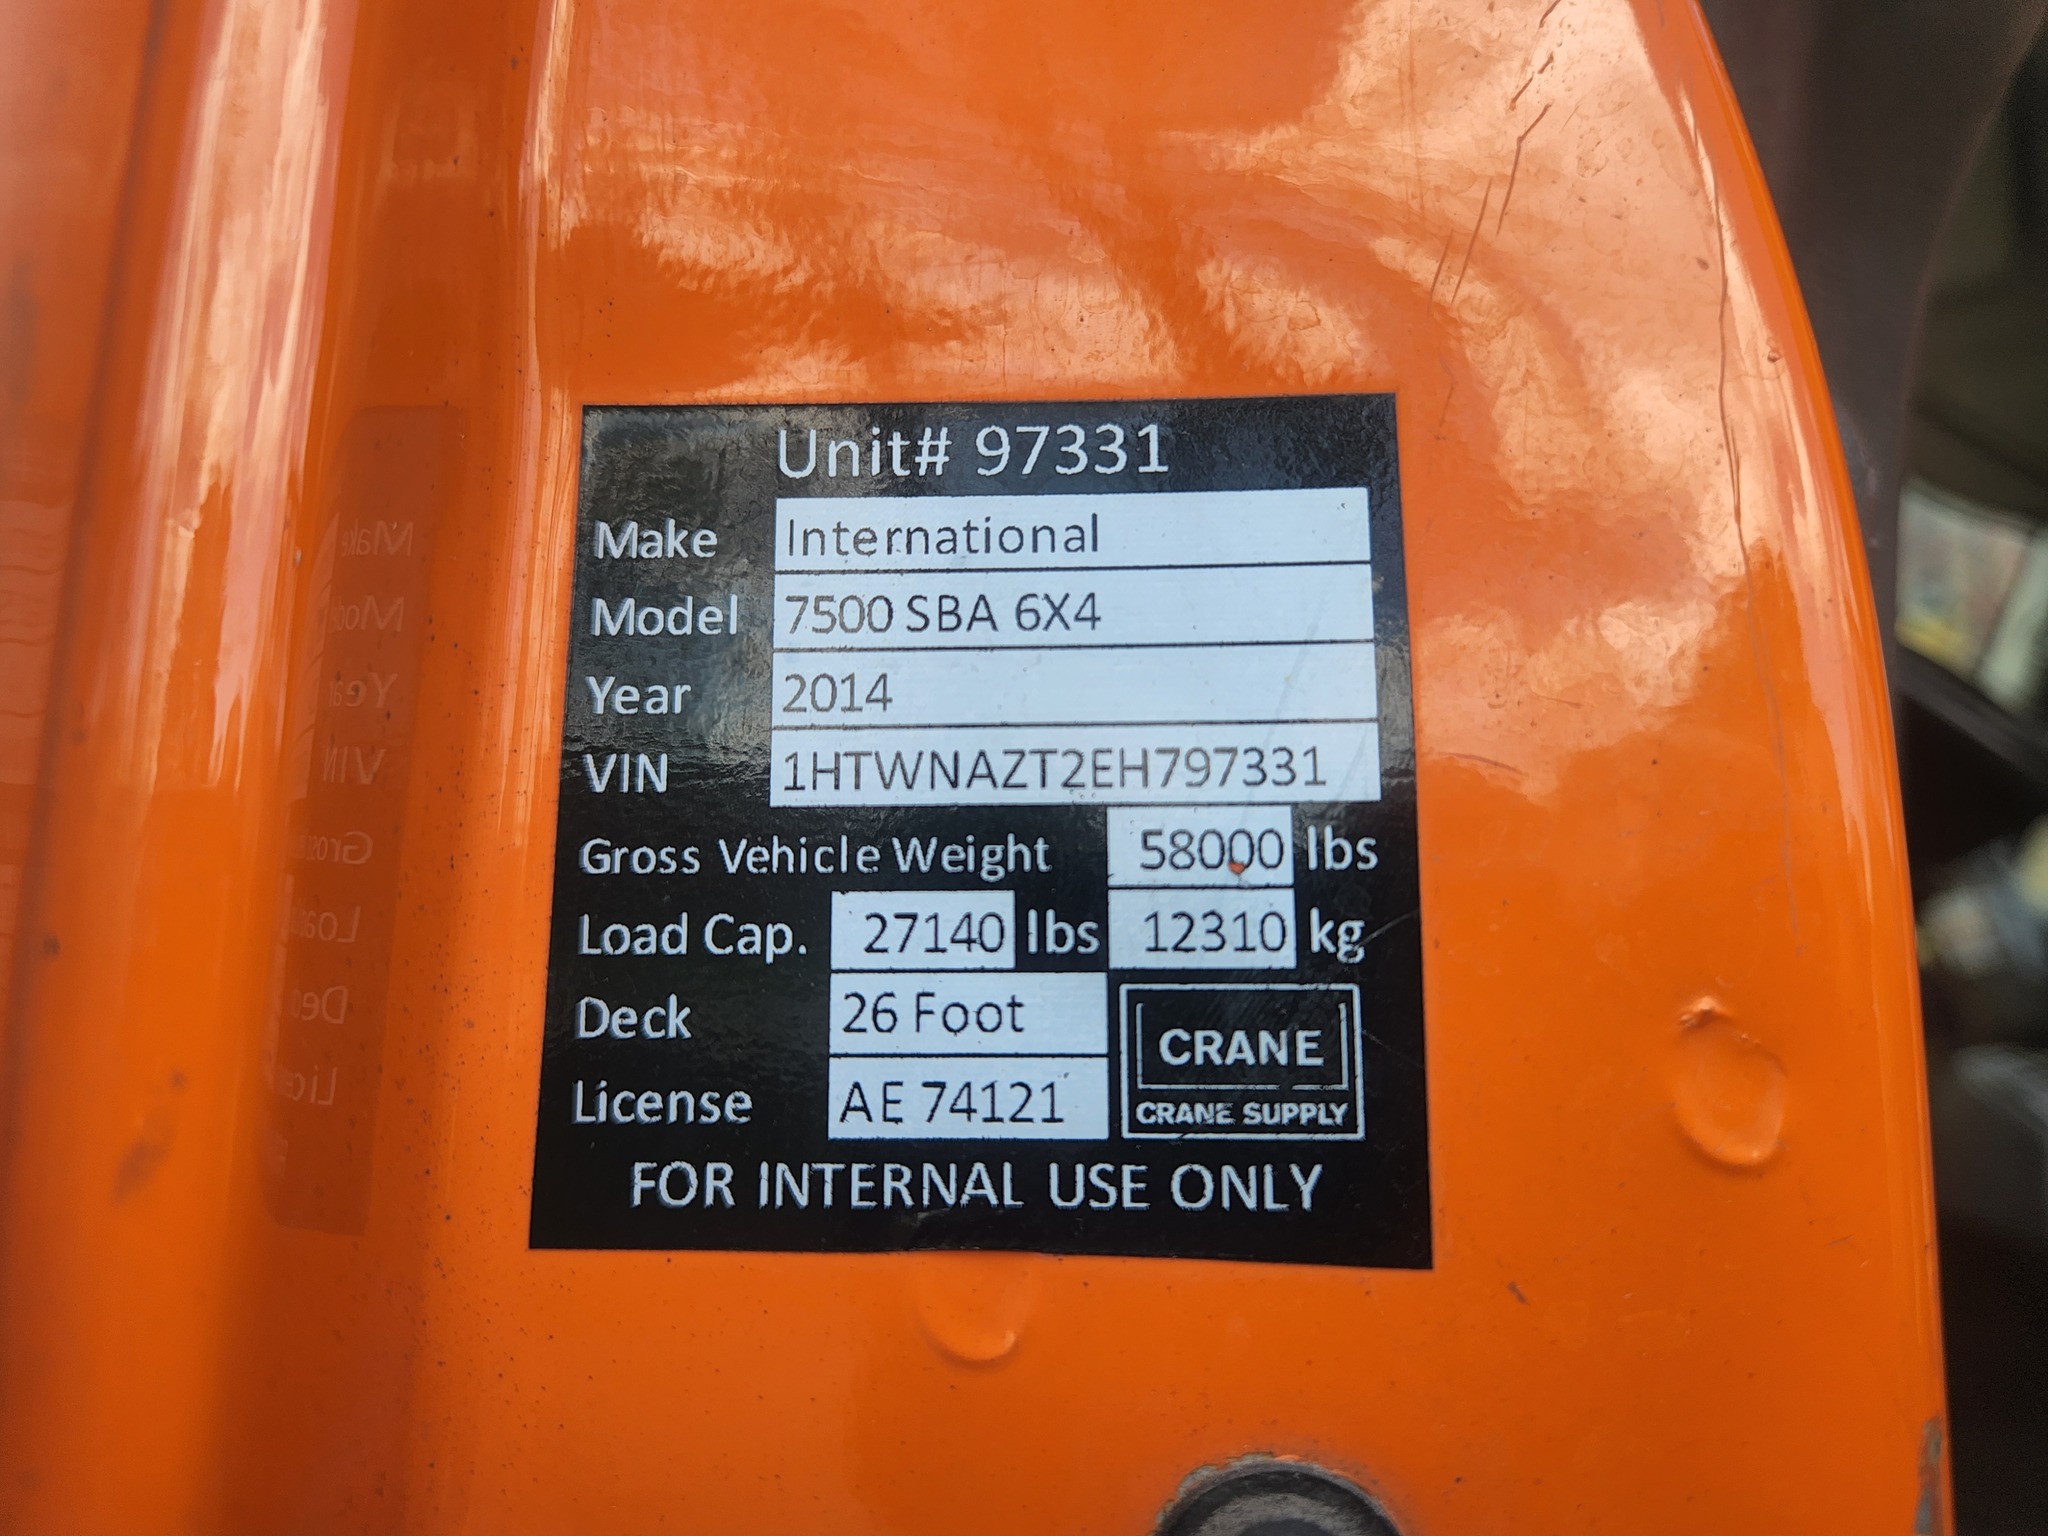 Unit# 97331
Make International
Model 7500 SBA 6X4
Year 2014
VIN 1HTWNAZT2EH797331
Gross Vehicle Weight 58000 lbs
Load Cap. 27140 lbs 12310 kg
Deck 26 Foot
CRANE
License AE 74121
CRANE SUPPLY
FOR INTERNAL USE ONLY